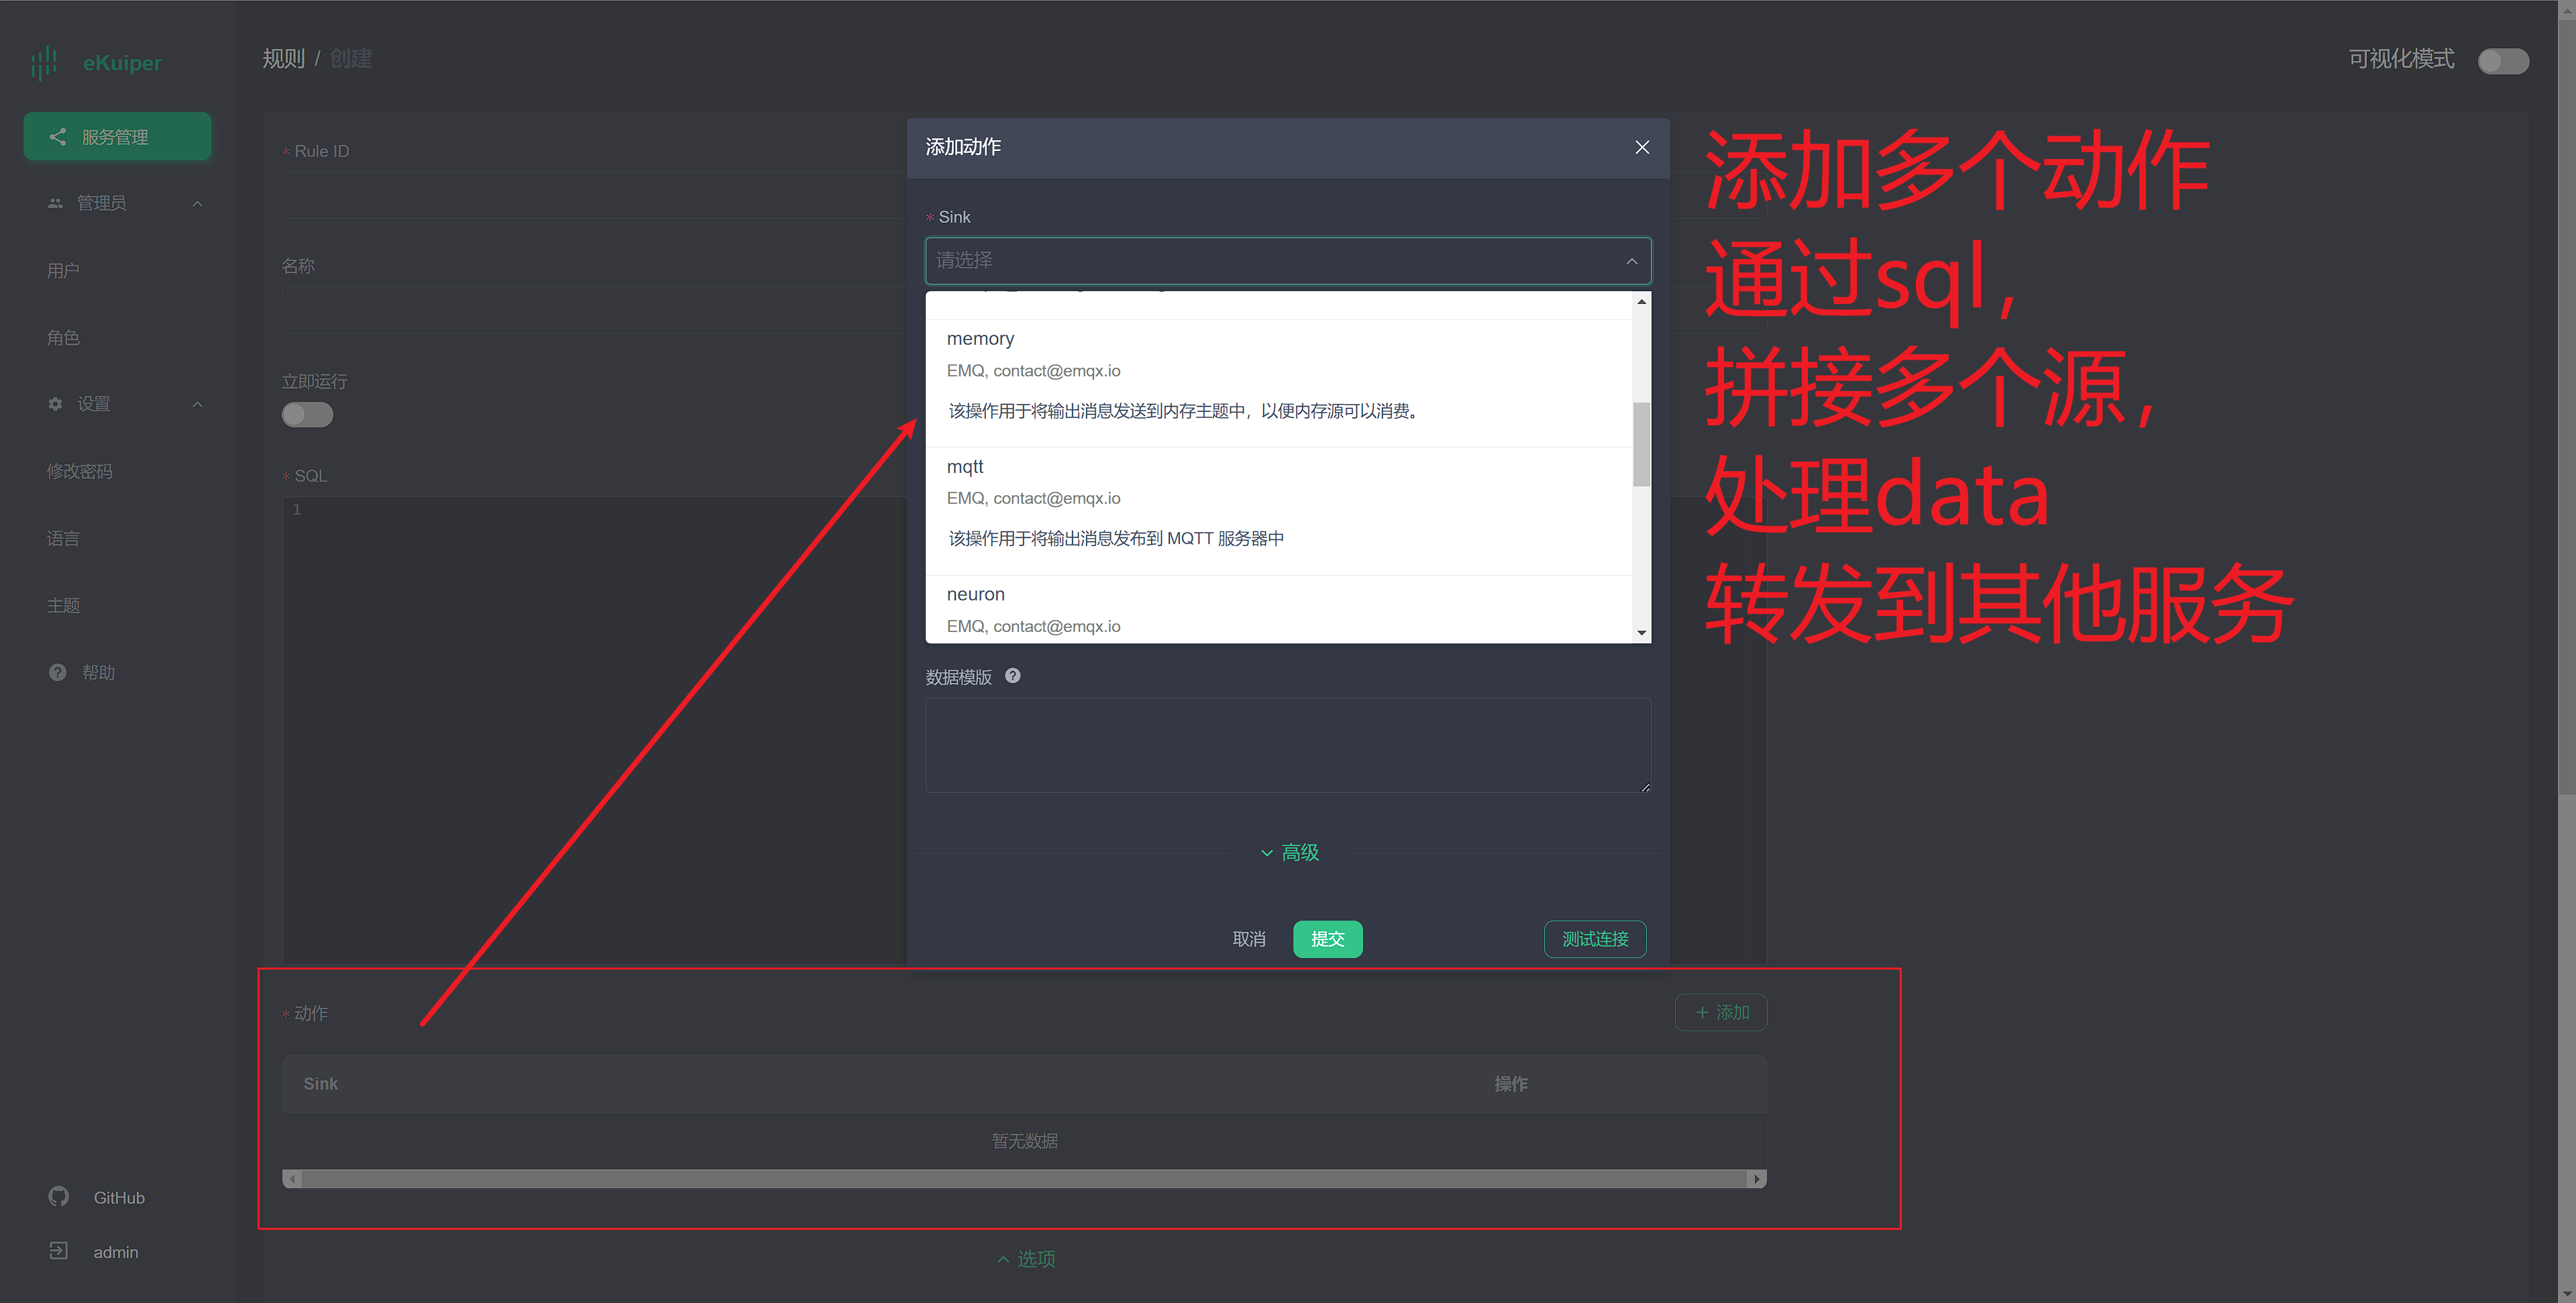 eKuiper
服务管理
管理员
用户
角色
设置
修改密码
语言
主题
帮助
GitHub
admin
规则 / 创建
可视化模式
* Rule ID
名称
立即运行
* SQL
1
添加动作
* Sink
请选择
memory
EMQ, contact@emqx.io
该操作用于将输出消息发送到内存主题中，以便内存源可以消费。
mqtt
EMQ, contact@emqx.io
该操作用于将输出消息发布到 MQTT 服务器中
neuron
EMQ, contact@emqx.io
数据模版
高级
取消
提交
测试连接
* 动作
+ 添加
Sink
操作
暂无数据
选项
添加多个动作
通过sql，
拼接多个源，
处理data
转发到其他服务